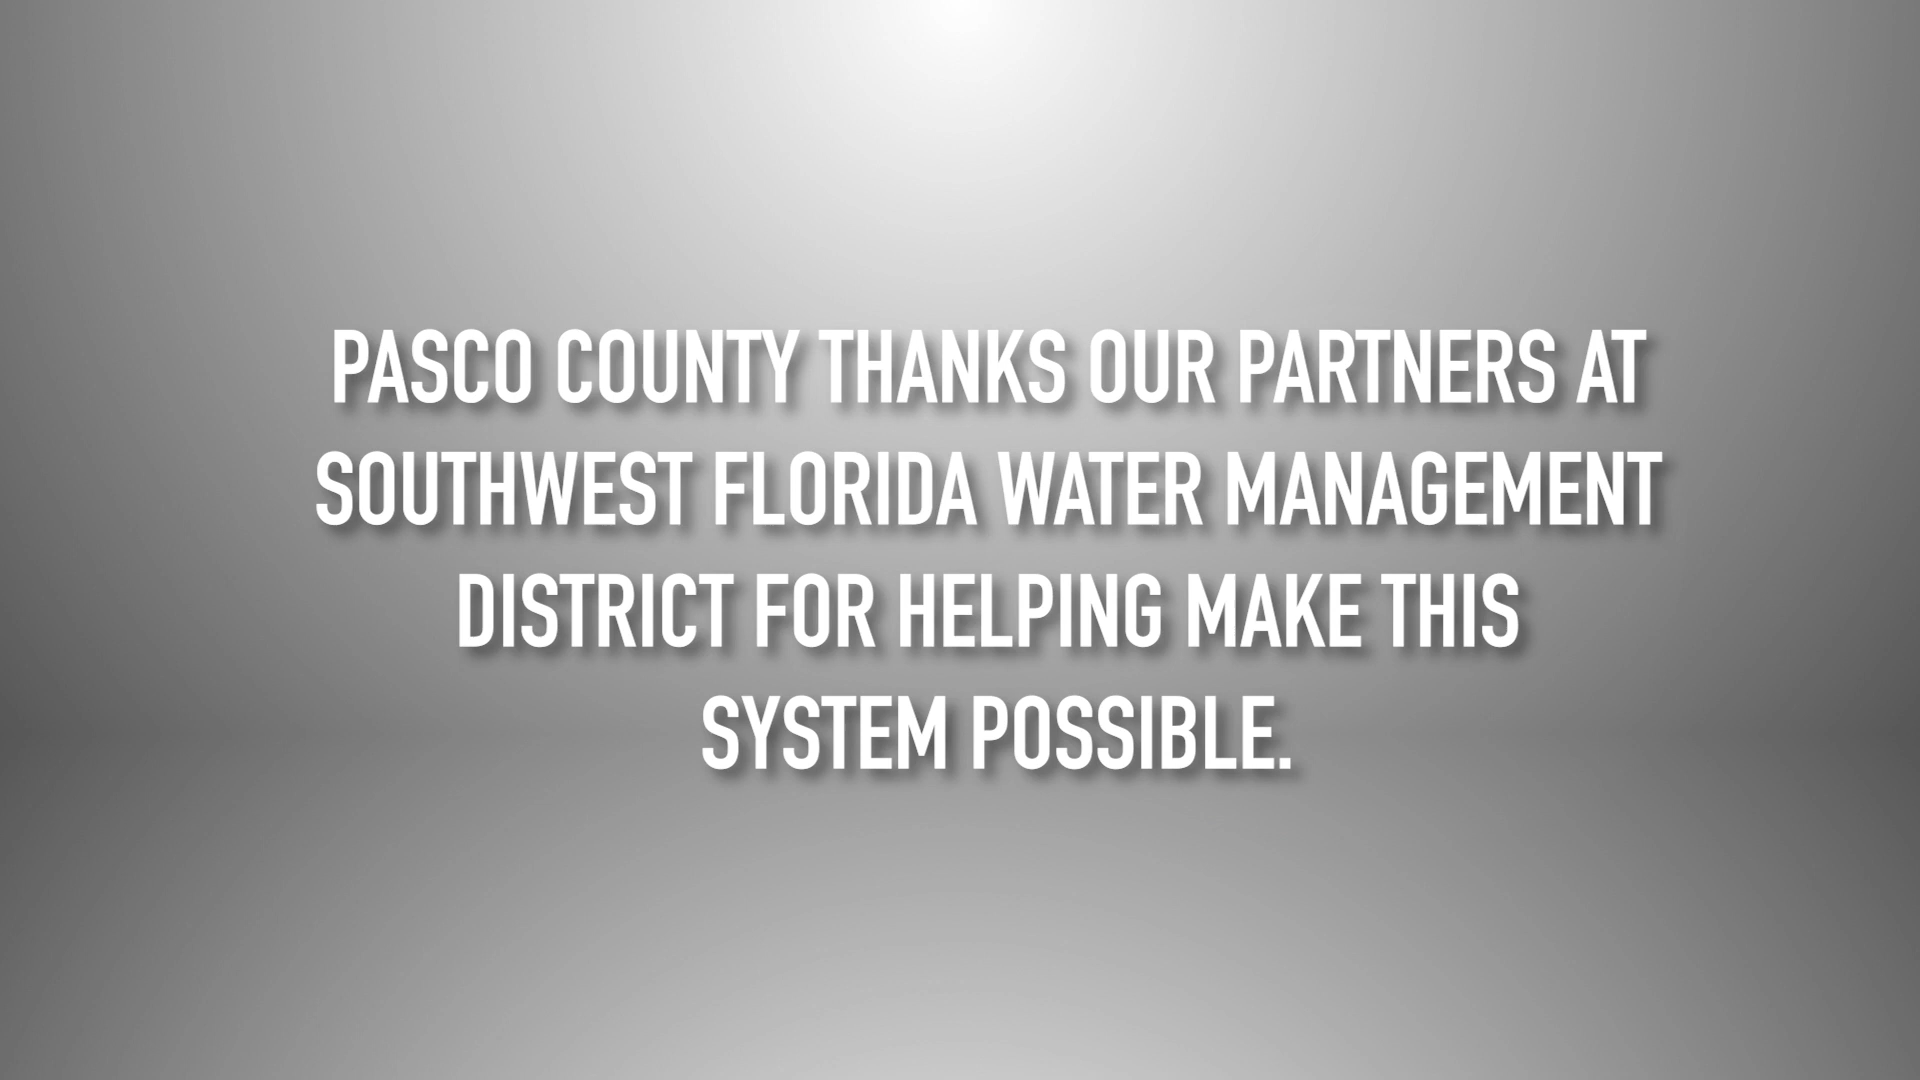 PASCO COUNTY THANKS OUR PARTNERS AT
SOUTHWEST FLORIDA WATER MANAGEMENT
DISTRICT FOR HELPING MAKE THIS
SYSTEM POSSIBLE.